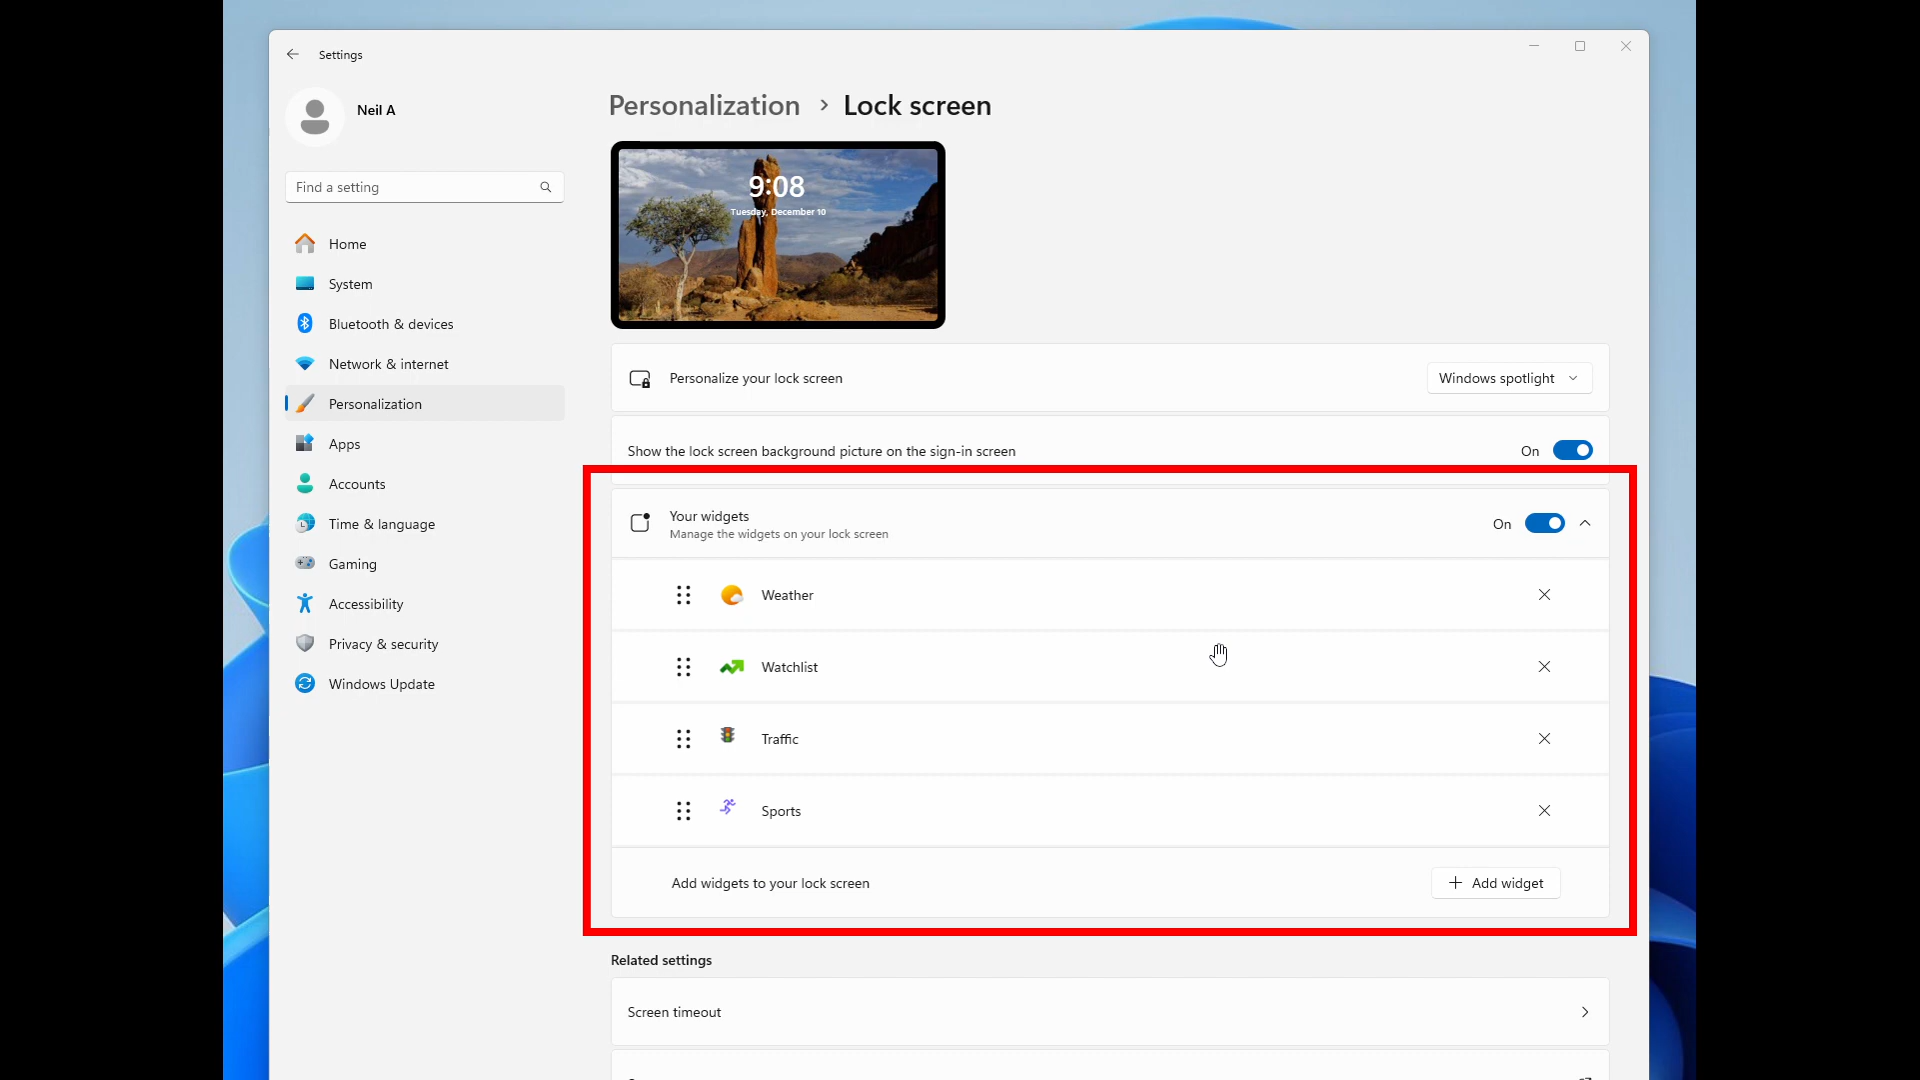 Settings
Neil A
Find a setting
Home
System
Bluetooth & devices
Network & internet
Personalization
Apps
Accounts
Time & language
Gaming
Accessibility
Privacy & security
Windows Update
Personalization > Lock screen
9:08
Tuesday, December 10
Personalize your lock screen
Windows spotlight
Show the lock screen background picture on the sign-in screen
On
Your widgets
Manage the widgets on your lock screen
On
Weather
Watchlist
Traffic
Sports
Add widgets to your lock screen
Add widget
Related settings
Screen timeout